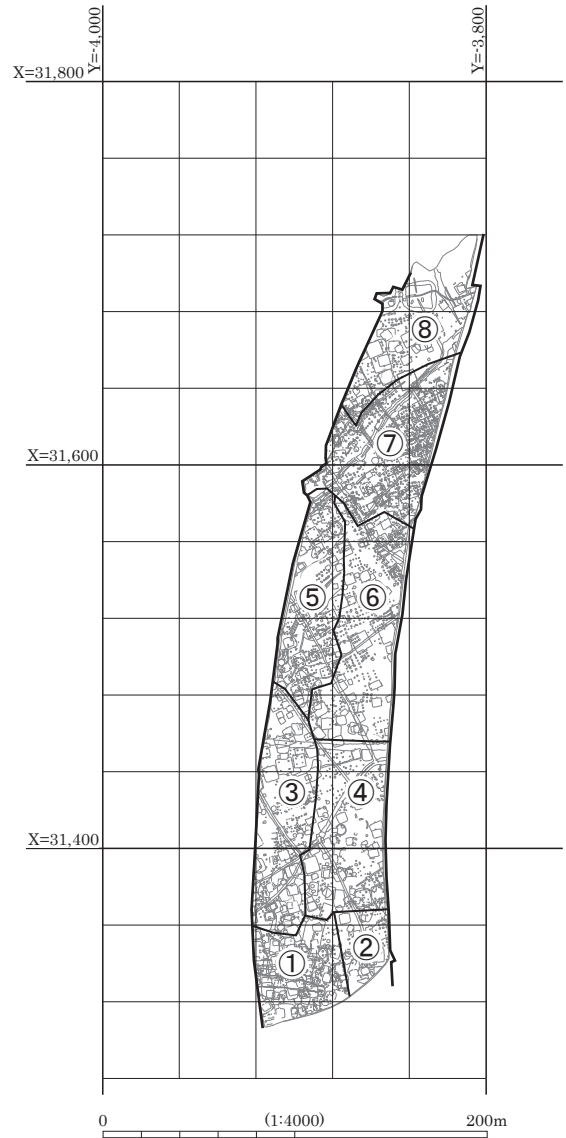 Y=-4,000
Y=-3,800
X=31,800
⑧
⑦
X=31,600
⑤
⑥
③
④
X=31,400
②
①
0 (1:4000) 200m